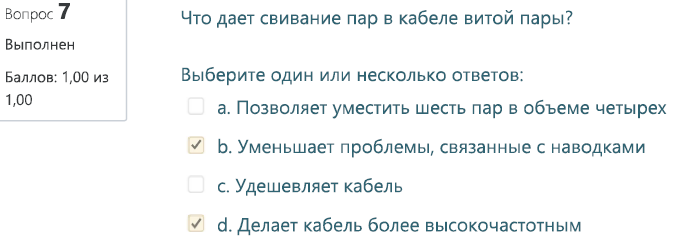 Вопрос 7
Выполнен
Баллов: 1,00 из
1,00
Что дает свивание пар в кабеле витой пары?
Выберите один или несколько ответов:
a. Позволяет уместить шесть пар в объеме четырех
b. Уменьшает проблемы, связанные с наводками
c. Удешевляет кабель
d. Делает кабель более высокочастотным